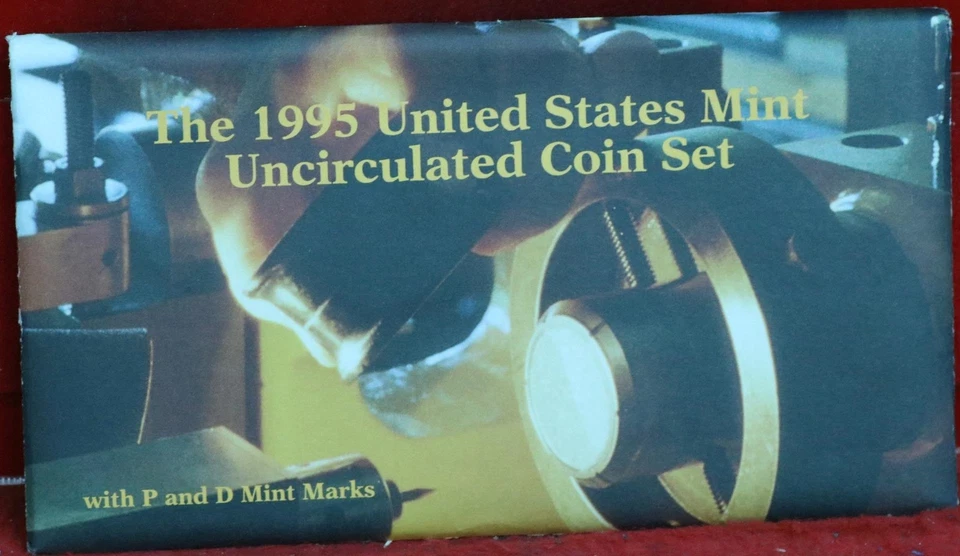 The 1995 United States Mint
Uncirculated Coin Set
with P and D Mint Marks